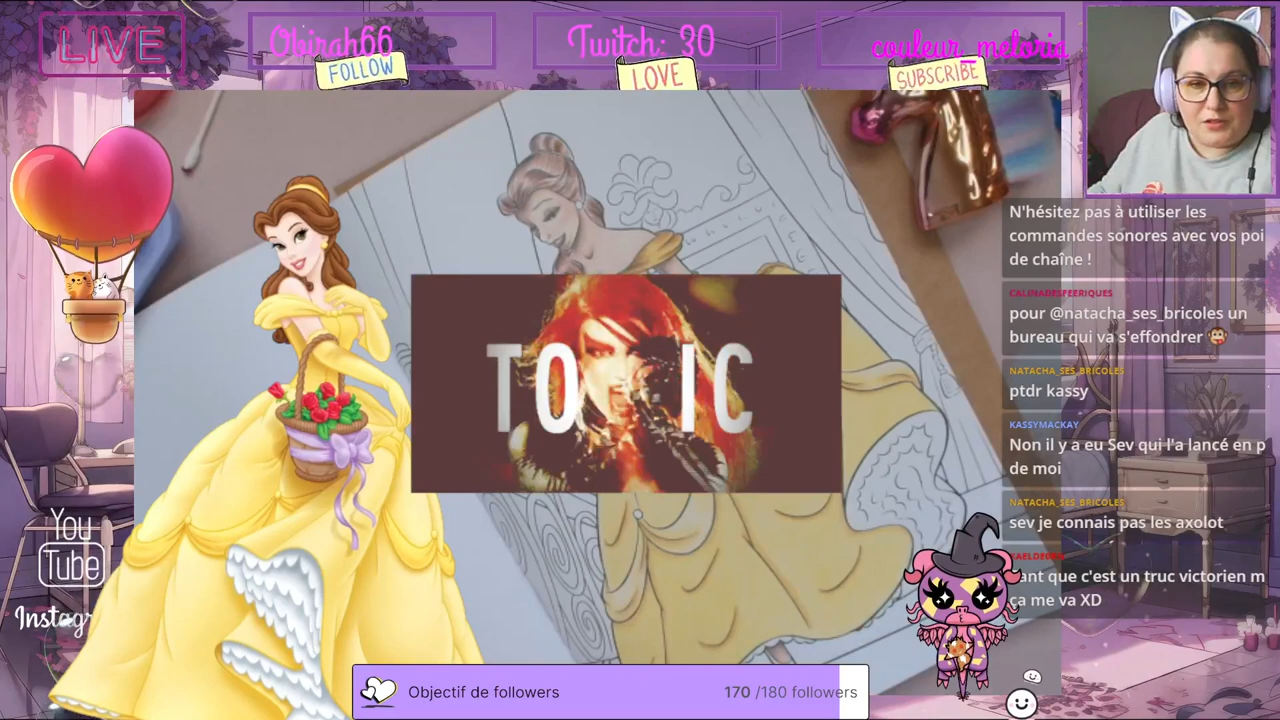 LIVE
Obirah66
Twitch: 30
couleur_meloria
FOLLOW
LOVE
SUBSCRIBE
N'hésitez pas à utiliser les
commandes sonores avec vos poi
de chaîne !
CALINADESFEERIQUES
pour @natacha_ses_bricoles un
bureau qui va s'effondrer
NATACHA_SES_BRICOLES
ptdr kassy
KASSYMACKAY
Non il y a eu Sev qui l'a lancé en p
de moi
NATACHA_SES_BRICOLES
sev je connais pas les axolot
ant que c'est un truc victorien m
ça me va XD
TO IC
You
Tube
Instagr
Objectif de followers
170 /180 followers